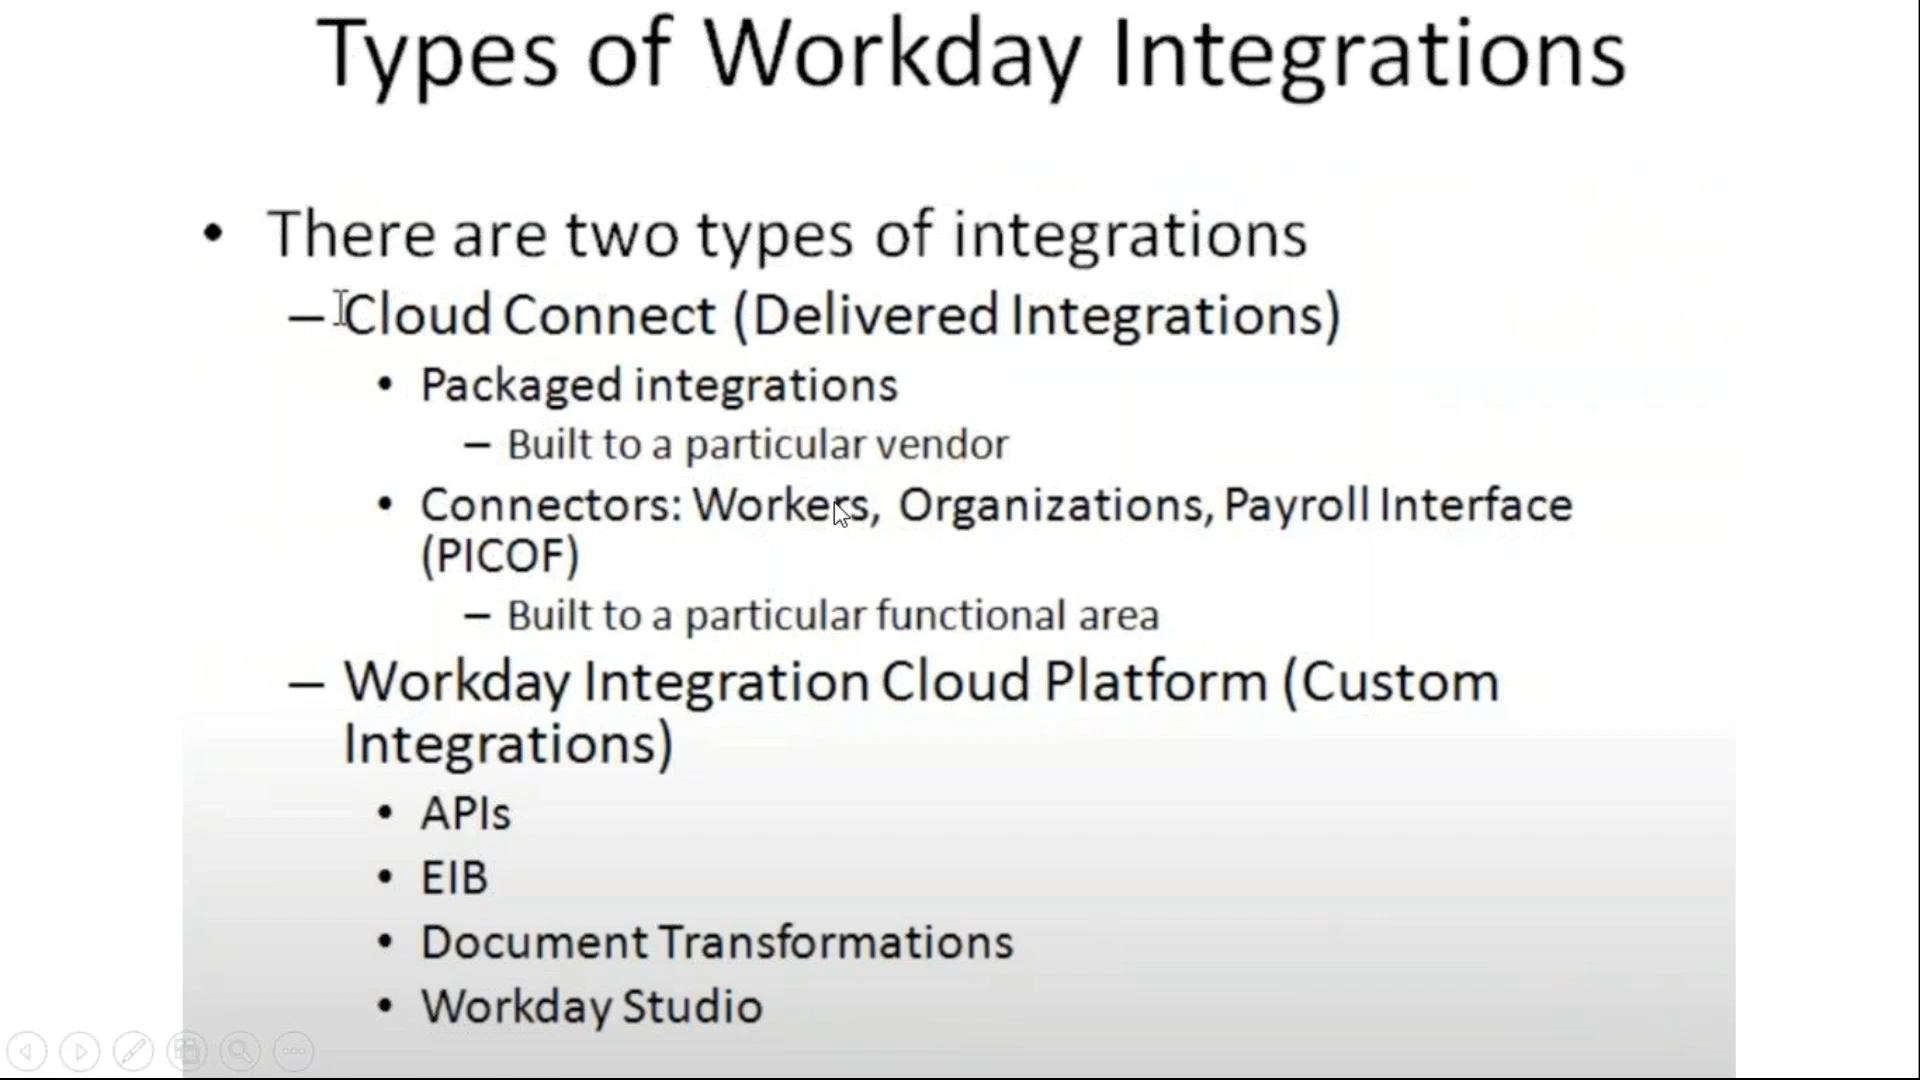 Types of Workday Integrations
• There are two types of integrations
– Cloud Connect (Delivered Integrations)
• Packaged integrations
– Built to a particular vendor
• Connectors: Workers, Organizations, Payroll Interface
(PICOF)
– Built to a particular functional area
– Workday Integration Cloud Platform (Custom
Integrations)
• APIs
• EIB
• Document Transformations
• Workday Studio